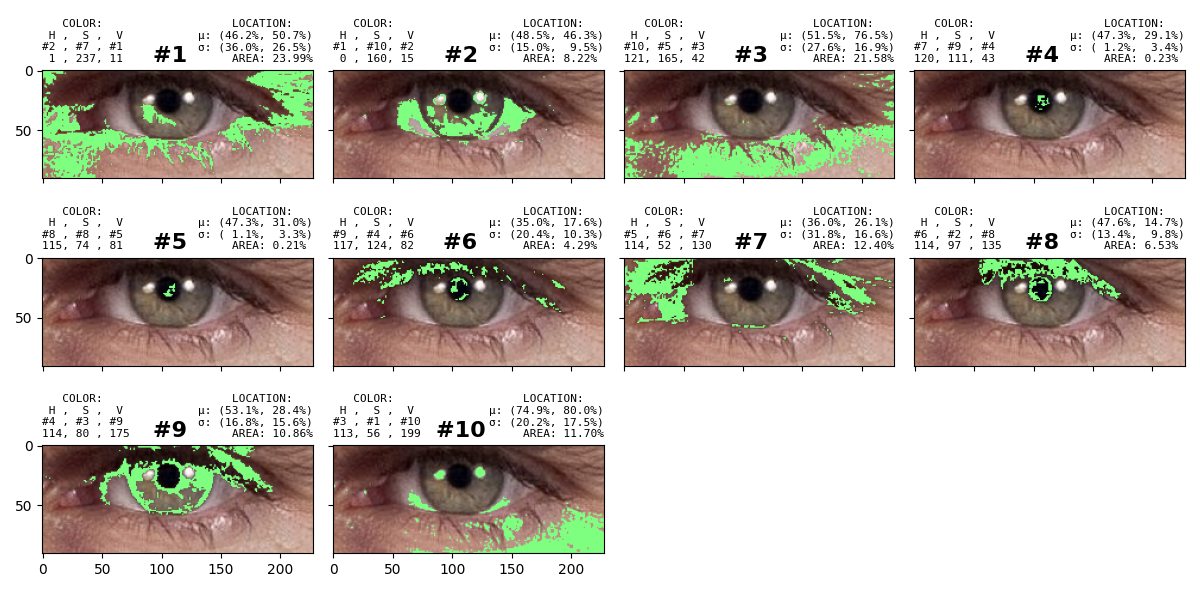 COLOR: LOCATION:
H , S , V μ: (46.2%, 50.7%)
#2 , #7 , #1 #1 σ: (36.0%, 26.5%)
1 , 237, 11 AREA: 23.99%
COLOR: LOCATION:
H , S , V μ: (48.5%, 46.3%)
#1 , #10, #2 #2 σ: (15.0%, 9.5%)
0 , 160, 15 AREA: 8.22%
COLOR: LOCATION:
H , S , V μ: (51.5%, 76.5%)
#10, #5 , #3 #3 σ: (27.6%, 16.9%)
121, 165, 42 AREA: 21.58%
COLOR: LOCATION:
H , S , V μ: (47.3%, 29.1%)
#7 , #9 , #4 #4 σ: ( 1.2%, 3.4%)
120, 111, 43 AREA: 0.23%
0
50
COLOR: LOCATION:
H , S , V μ: (47.3%, 31.0%)
#8 , #8 , #5 #5 σ: ( 1.1%, 3.3%)
115, 74 , 81 AREA: 0.21%
COLOR: LOCATION:
H , S , V μ: (35.0%, 17.6%)
#9 , #4 , #6 #6 σ: (20.4%, 10.3%)
117, 124, 82 AREA: 4.29%
COLOR: LOCATION:
H , S , V μ: (36.0%, 26.1%)
#5 , #6 , #7 #7 σ: (31.8%, 16.6%)
114, 52 , 130 AREA: 12.40%
COLOR: LOCATION:
H , S , V μ: (47.6%, 14.7%)
#6 , #2 , #8 #8 σ: (13.4%, 9.8%)
114, 97 , 135 AREA: 6.53%
0
50
COLOR: LOCATION:
H , S , V μ: (53.1%, 28.4%)
#4 , #3 , #9 #9 σ: (16.8%, 15.6%)
114, 80 , 175 AREA: 10.86%
COLOR: LOCATION:
H , S , V μ: (74.9%, 80.0%)
#3 , #1 , #10 #10 σ: (20.2%, 17.5%)
113, 56 , 199 AREA: 11.70%
0
50
0 50 100 150 200
0 50 100 150 200